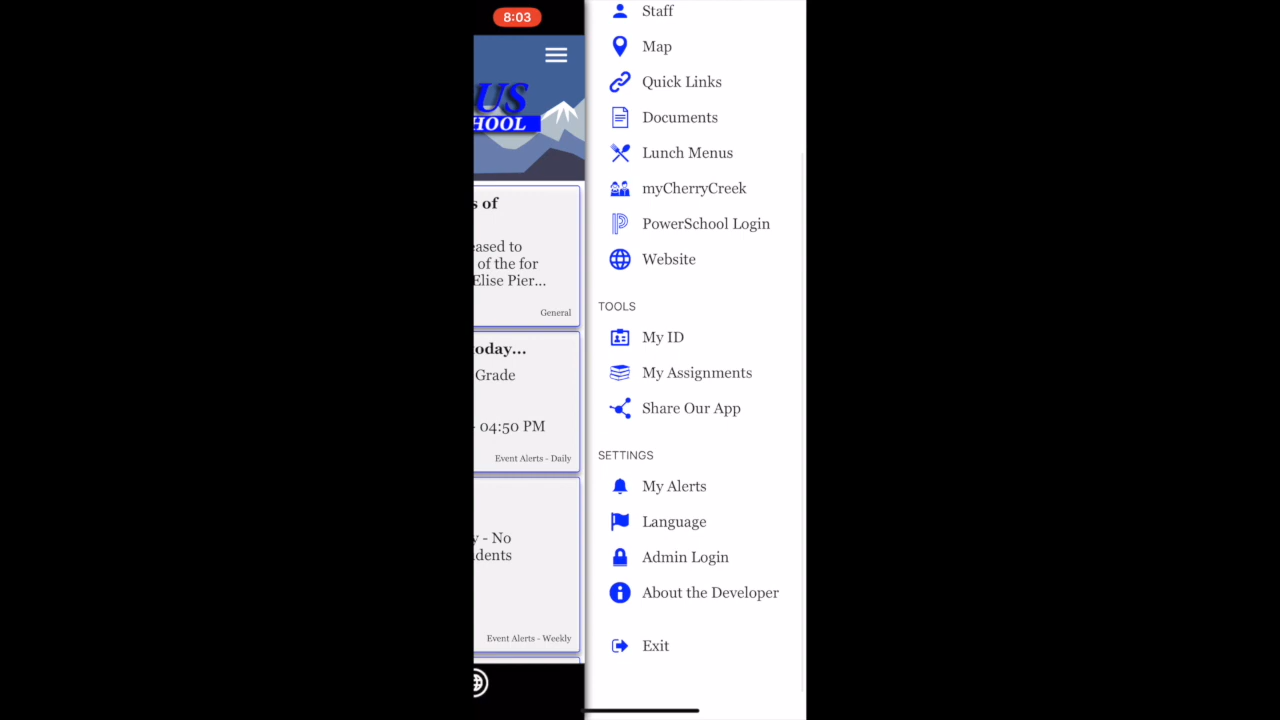 8:03
US
HOOL
s of
eased to
of the for
Elise Pier...
General
oday...
Grade
- 04:50 PM
Event Alerts - Daily
y - No
dents
Event Alerts - Weekly
Staff
Map
Quick Links
Documents
Lunch Menus
myCherryCreek
PowerSchool Login
Website
TOOLS
My ID
My Assignments
Share Our App
SETTINGS
My Alerts
Language
Admin Login
About the Developer
Exit